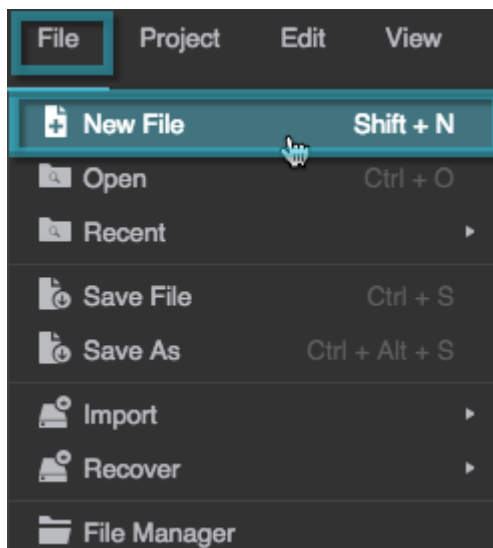 File Project Edit View
New File Shift + N
Open Ctrl + O
Recent
Save File Ctrl + S
Save As Ctrl + Alt + S
Import
Recover
File Manager